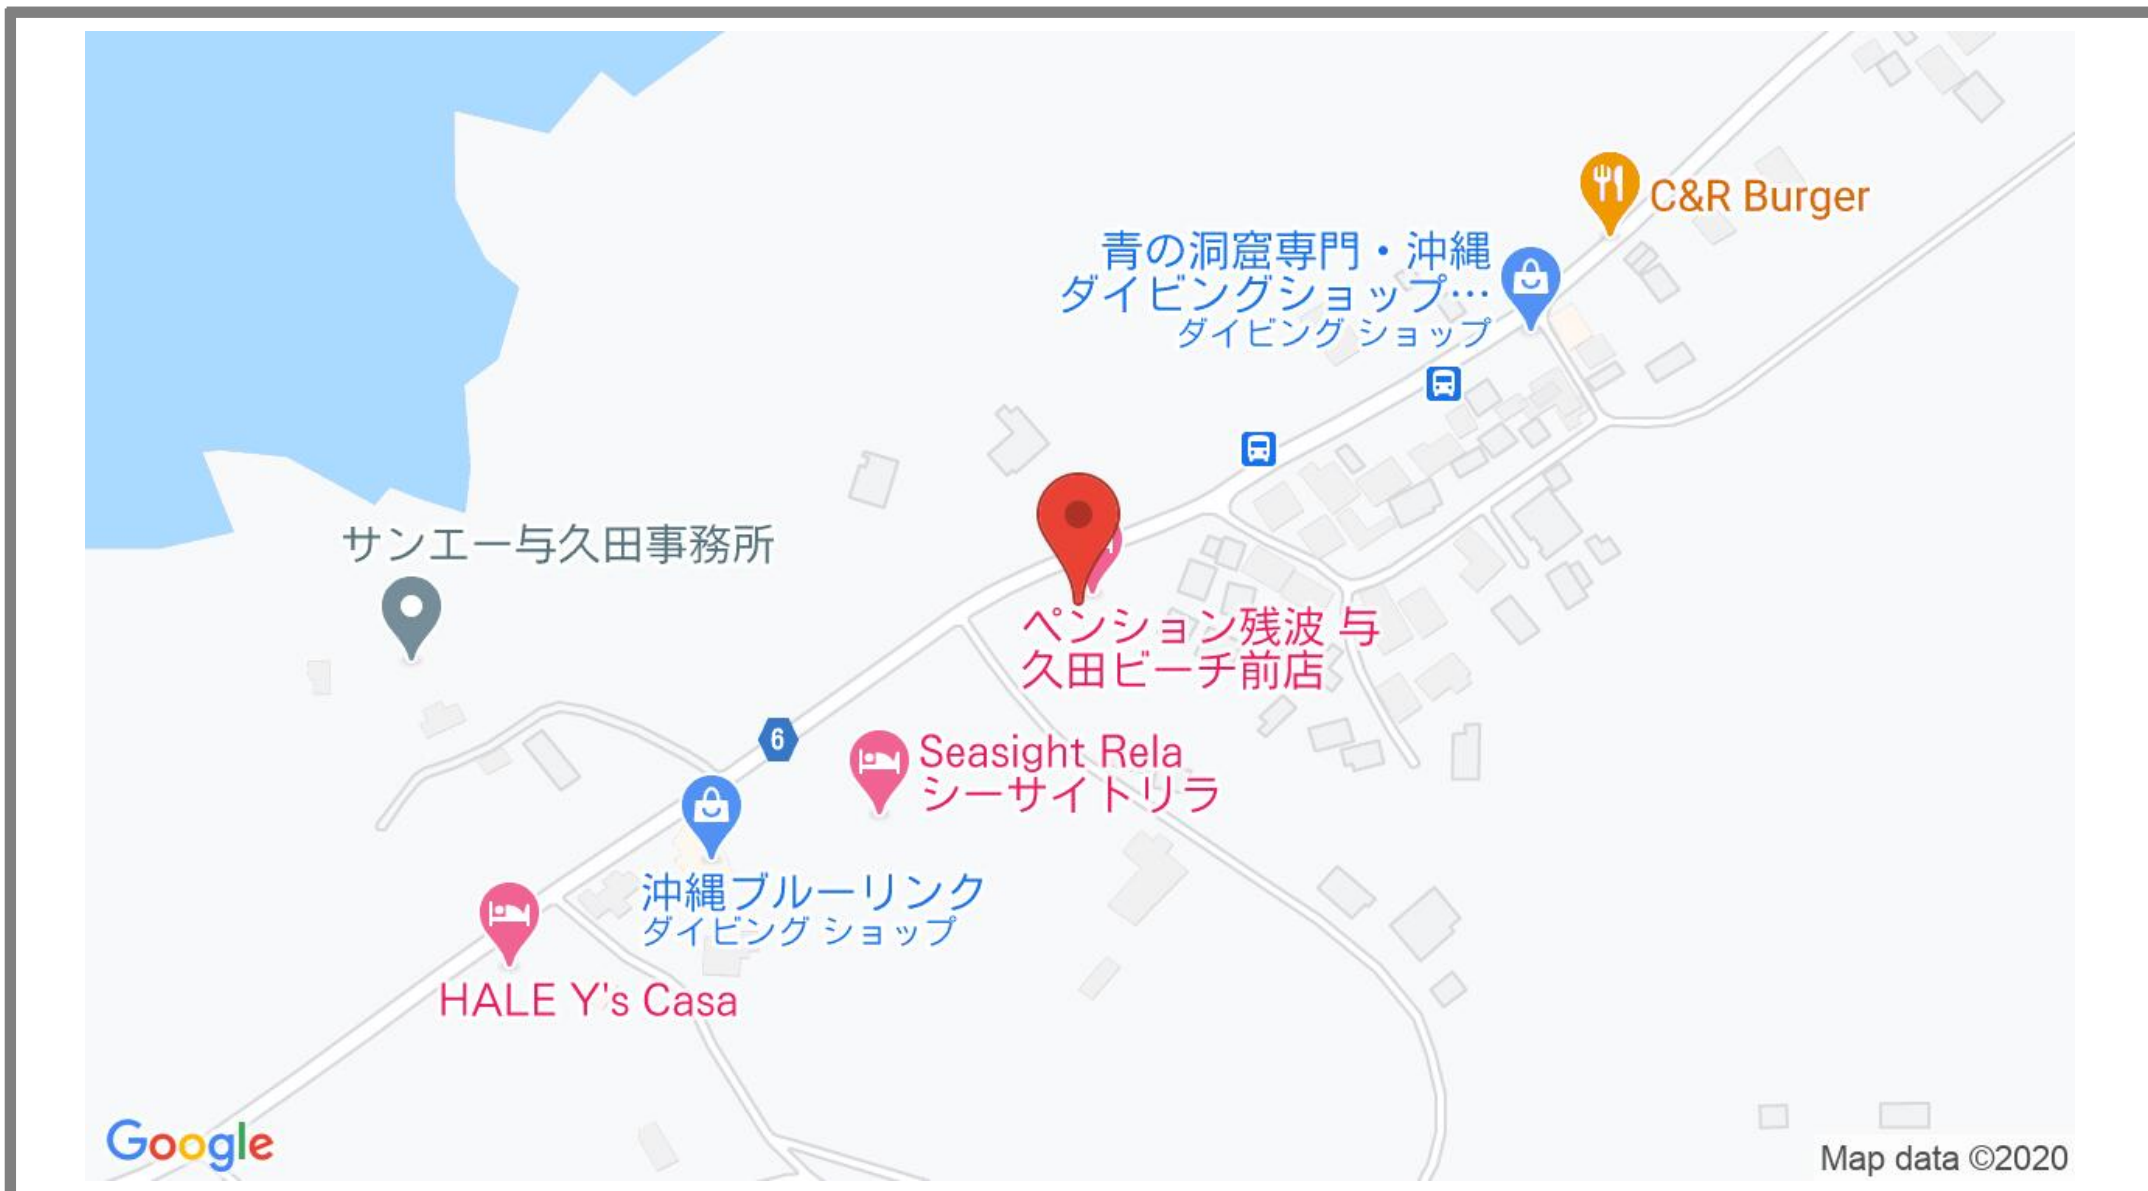 C&R Burger
青の洞窟専門・沖縄
ダイビングショップ…
ダイビング ショップ
サンエー与久田事務所
ペンション残波 与
久田ビーチ前店
6
Seasight Rela
シーサイトリラ
沖縄ブルーリンク
ダイビング ショップ
HALE Y's Casa
Google
Map data ©2020